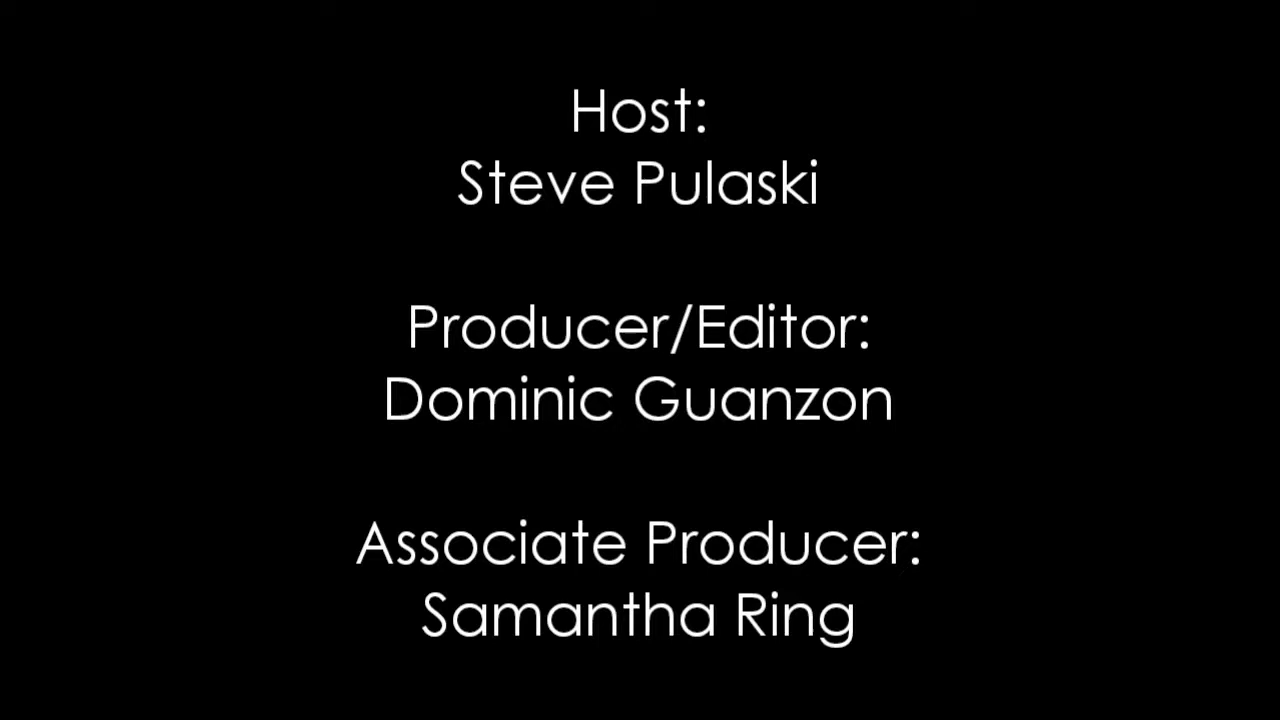 Host:
Steve Pulaski
Producer/Editor:
Dominic Guanzon
Associate Producer:
Samantha Ring